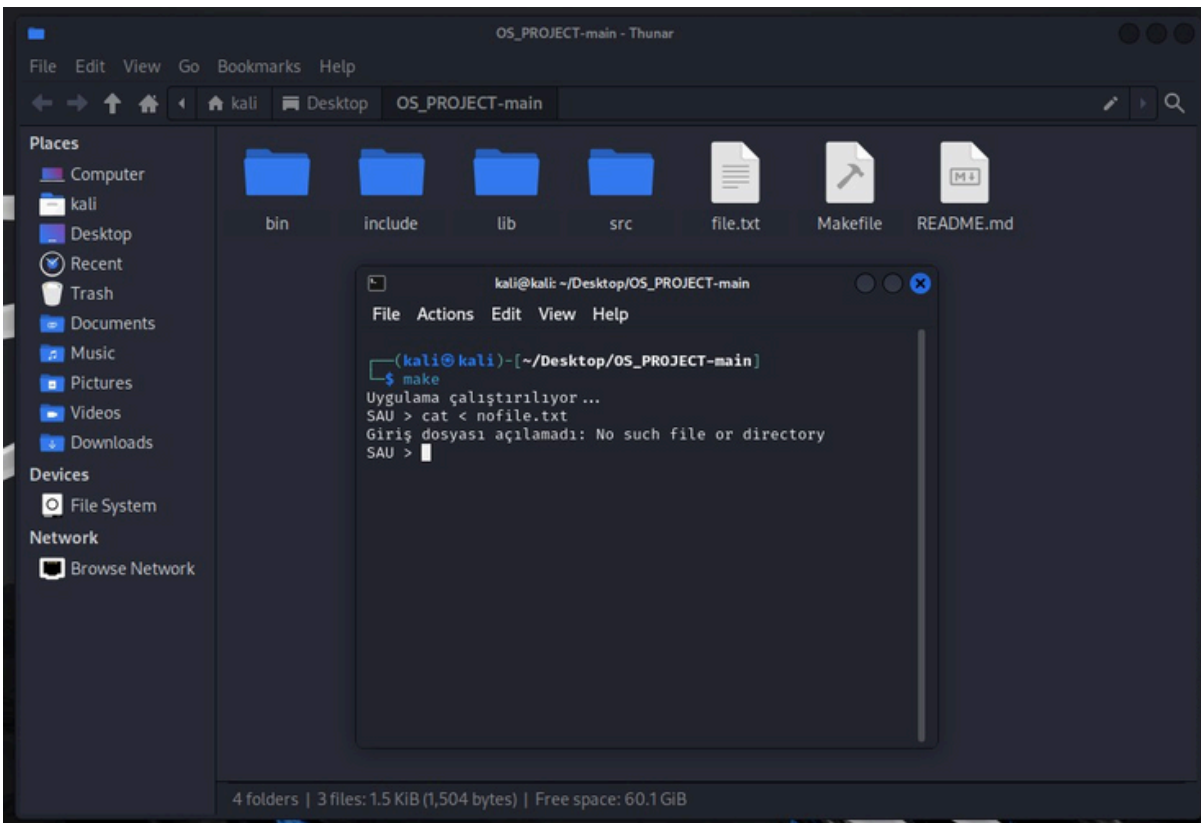 OS_PROJECT-main - Thunar
File Edit View Go Bookmarks Help
kali Desktop OS_PROJECT-main
Places
Computer
kali
Desktop
Recent
Trash
Documents
Music
Pictures
Videos
Downloads
Devices
File System
Network
Browse Network
bin include lib src file.txt Makefile README.md
M↓
kali@kali: ~/Desktop/OS_PROJECT-main
File Actions Edit View Help
┌──(kali㉿kali)-[~/Desktop/OS_PROJECT-main]
└─$ make
Uygulama çalıştırılıyor...
SAU > cat < nofile.txt
Giriş dosyası açılamadı: No such file or directory
SAU >
4 folders | 3 files: 1.5 KiB (1,504 bytes) | Free space: 60.1 GiB